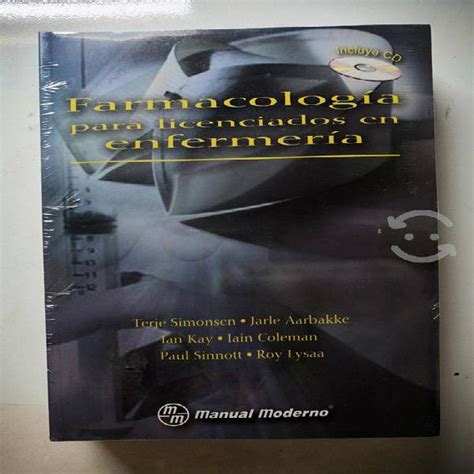 Incluye CD
Farmacología
para licenciados en
enfermería
Terje Simonsen • Jarle Aarbakke
Ian Kay • Iain Coleman
Paul Sinnott • Roy Lysaa
mm Manual Moderno®